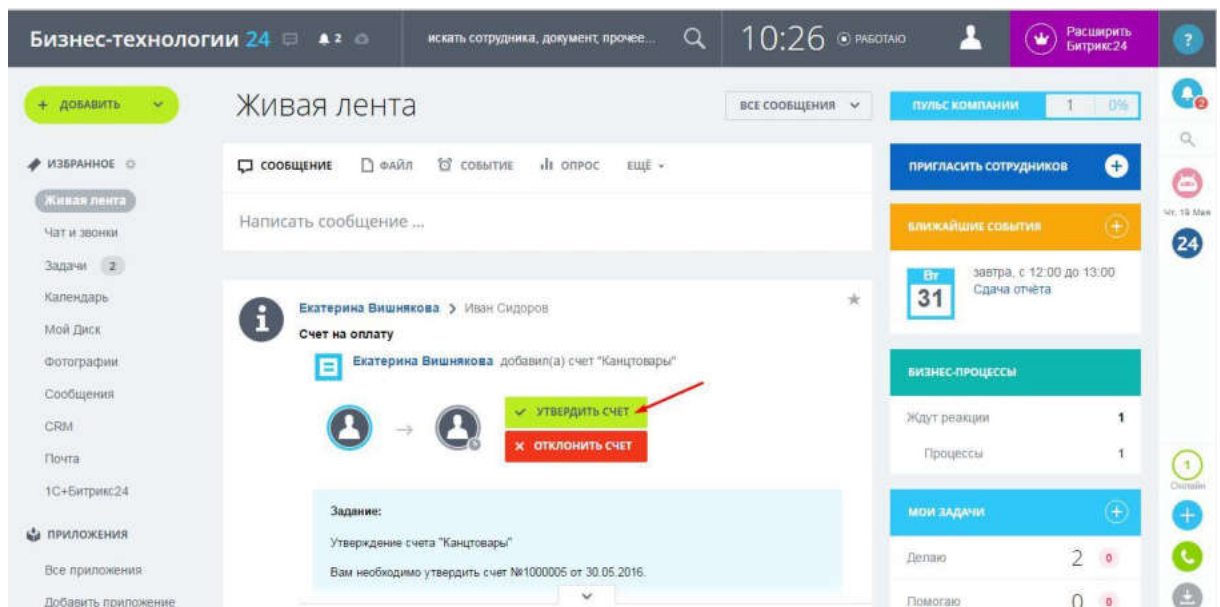 Бизнес-технологии 24
2
искать сотрудника, документ, прочее...
10:26
РАБОТАЮ
Расширить
Битрикс24
?
+ ДОБАВИТЬ
Живая лента
ВСЕ СООБЩЕНИЯ
ПУЛЬС КОМПАНИИ 1 0%
2
ИЗБРАННОЕ
Живая лента
Чат и звонки
Задачи 2
Календарь
Мой Диск
Фотографии
Сообщения
CRM
Почта
1С+Битрикс24
ПРИЛОЖЕНИЯ
Все приложения
Добавить приложение
СООБЩЕНИЕ ФАЙЛ СОБЫТИЕ ОПРОС ЕЩЁ
Написать сообщение ...
Екатерина Вишнякова > Иван Сидоров
Счет на оплату
Екатерина Вишнякова добавил(а) счет "Канцтовары"
УТВЕРДИТЬ СЧЕТ
ОТКЛОНИТЬ СЧЕТ
Задание:
Утверждение счета "Канцтовары"
Вам необходимо утвердить счет №1000005 от 30.05.2016.
ПРИГЛАСИТЬ СОТРУДНИКОВ
БЛИЖАЙШИЕ СОБЫТИЯ
Вт
31
завтра, с 12:00 до 13:00
Сдача отчёта
БИЗНЕС-ПРОЦЕССЫ
Ждут реакции 1
Процессы 1
МОИ ЗАДАЧИ
Делаю 2 0
Помогаю 0 0
Чт, 19 Мая
24
1
Онлайн